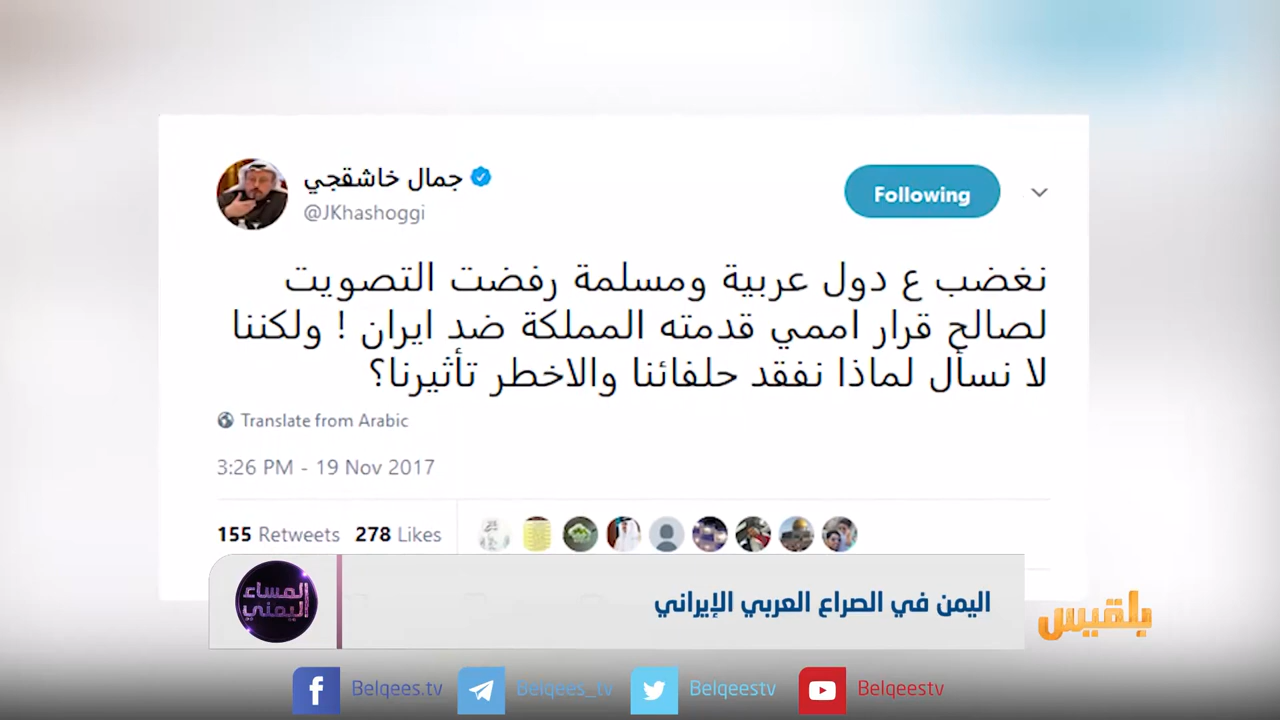 جمال خاشقجي
@JKhashoggi
Following
نغضب ع دول عربية ومسلمة رفضت التصويت
لصالح قرار اممي قدمته المملكة ضد ايران ! ولكننا
لا نسأل لماذا نفقد حلفائنا والاخطر تأثيرنا؟
Translate from Arabic
3:26 PM - 19 Nov 2017
155 Retweets 278 Likes
المساء
اليمني
اليمن في الصراع العربي الإيراني
بلقيس
Belqees.tv
Belqees_tv
Belqeestv
Belqeestv